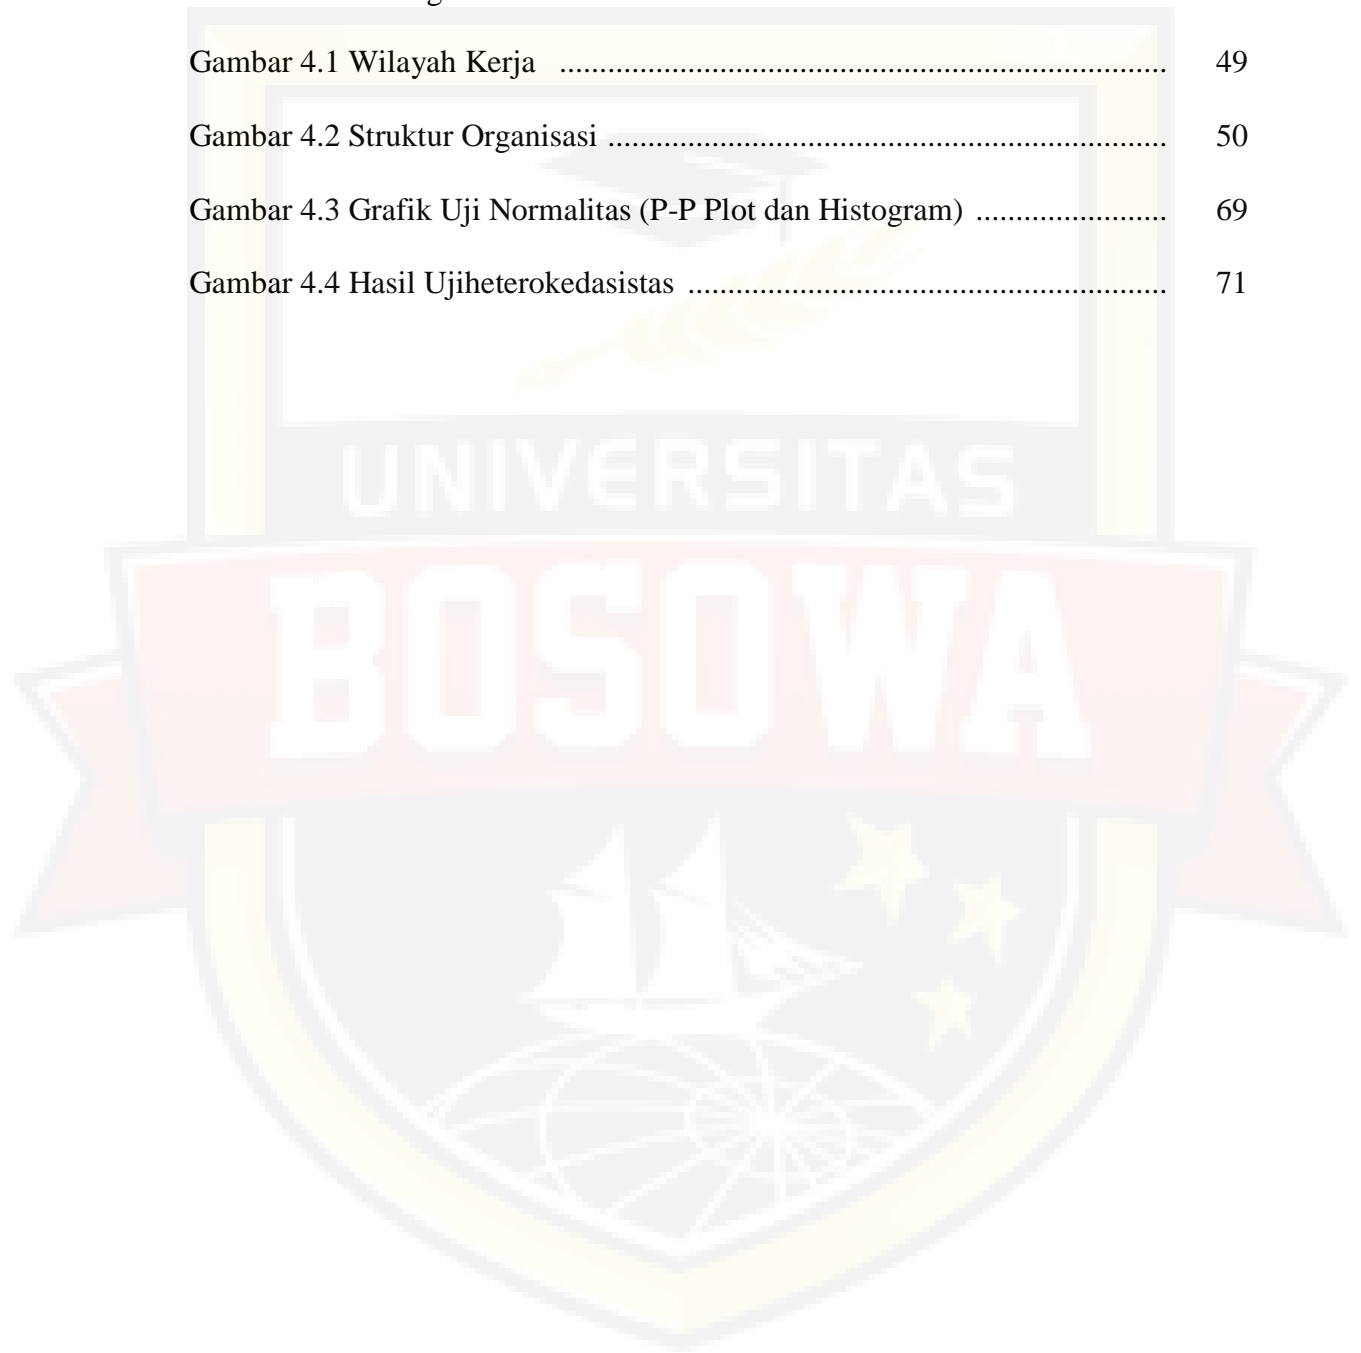 Gambar 4.1 Wilayah Kerja ........................................................................... 49
Gambar 4.2 Struktur Organisasi ..................................................................... 50
Gambar 4.3 Grafik Uji Normalitas (P-P Plot dan Histogram) ........................ 69
Gambar 4.4 Hasil Ujiheterokedasistas ........................................................... 71
UNIVERSITAS
BOSOWA